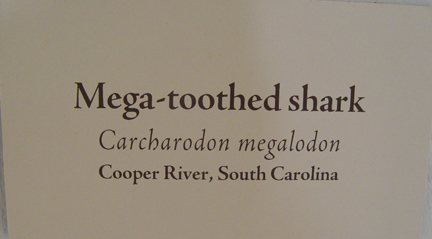 Mega-toothed shark
Carcharodon megalodon
Cooper River, South Carolina